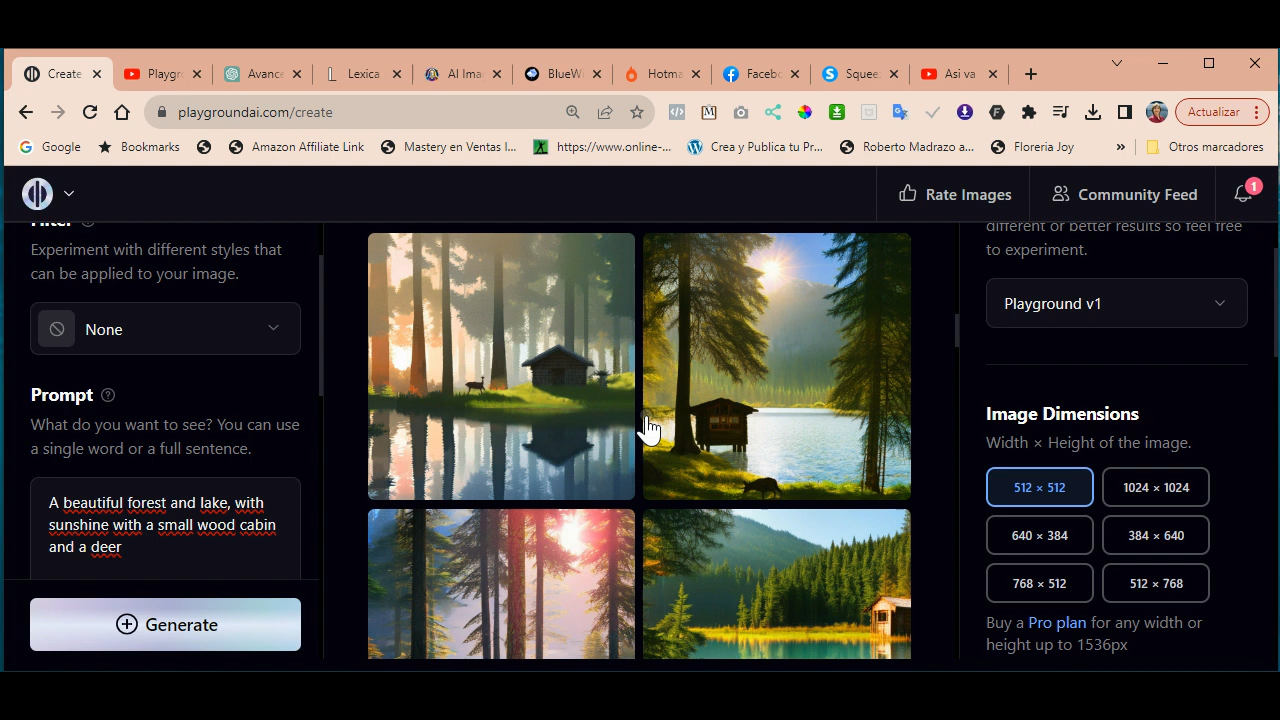 Create
Playgr
Avance
Lexica
AI Ima
BlueWi
Hotma
Faceb
Squee
Asi va
playgroundai.com/create
Actualizar
Google
Bookmarks
Amazon Affiliate Link
Mastery en Ventas I...
https://www.online-...
Crea y Publica tu Pr...
Roberto Madrazo a...
Floreria Joy
»
Otros marcadores
Rate Images
Community Feed
1
Filter
Experiment with different styles that
can be applied to your image.
None
Prompt
What do you want to see? You can use
a single word or a full sentence.
A beautiful forest and lake, with
sunshine with a small wood cabin
and a deer
Generate
different or better results so feel free
to experiment.
Playground v1
Image Dimensions
Width × Height of the image.
512 × 512
1024 × 1024
640 × 384
384 × 640
768 × 512
512 × 768
Buy a Pro plan for any width or
height up to 1536px